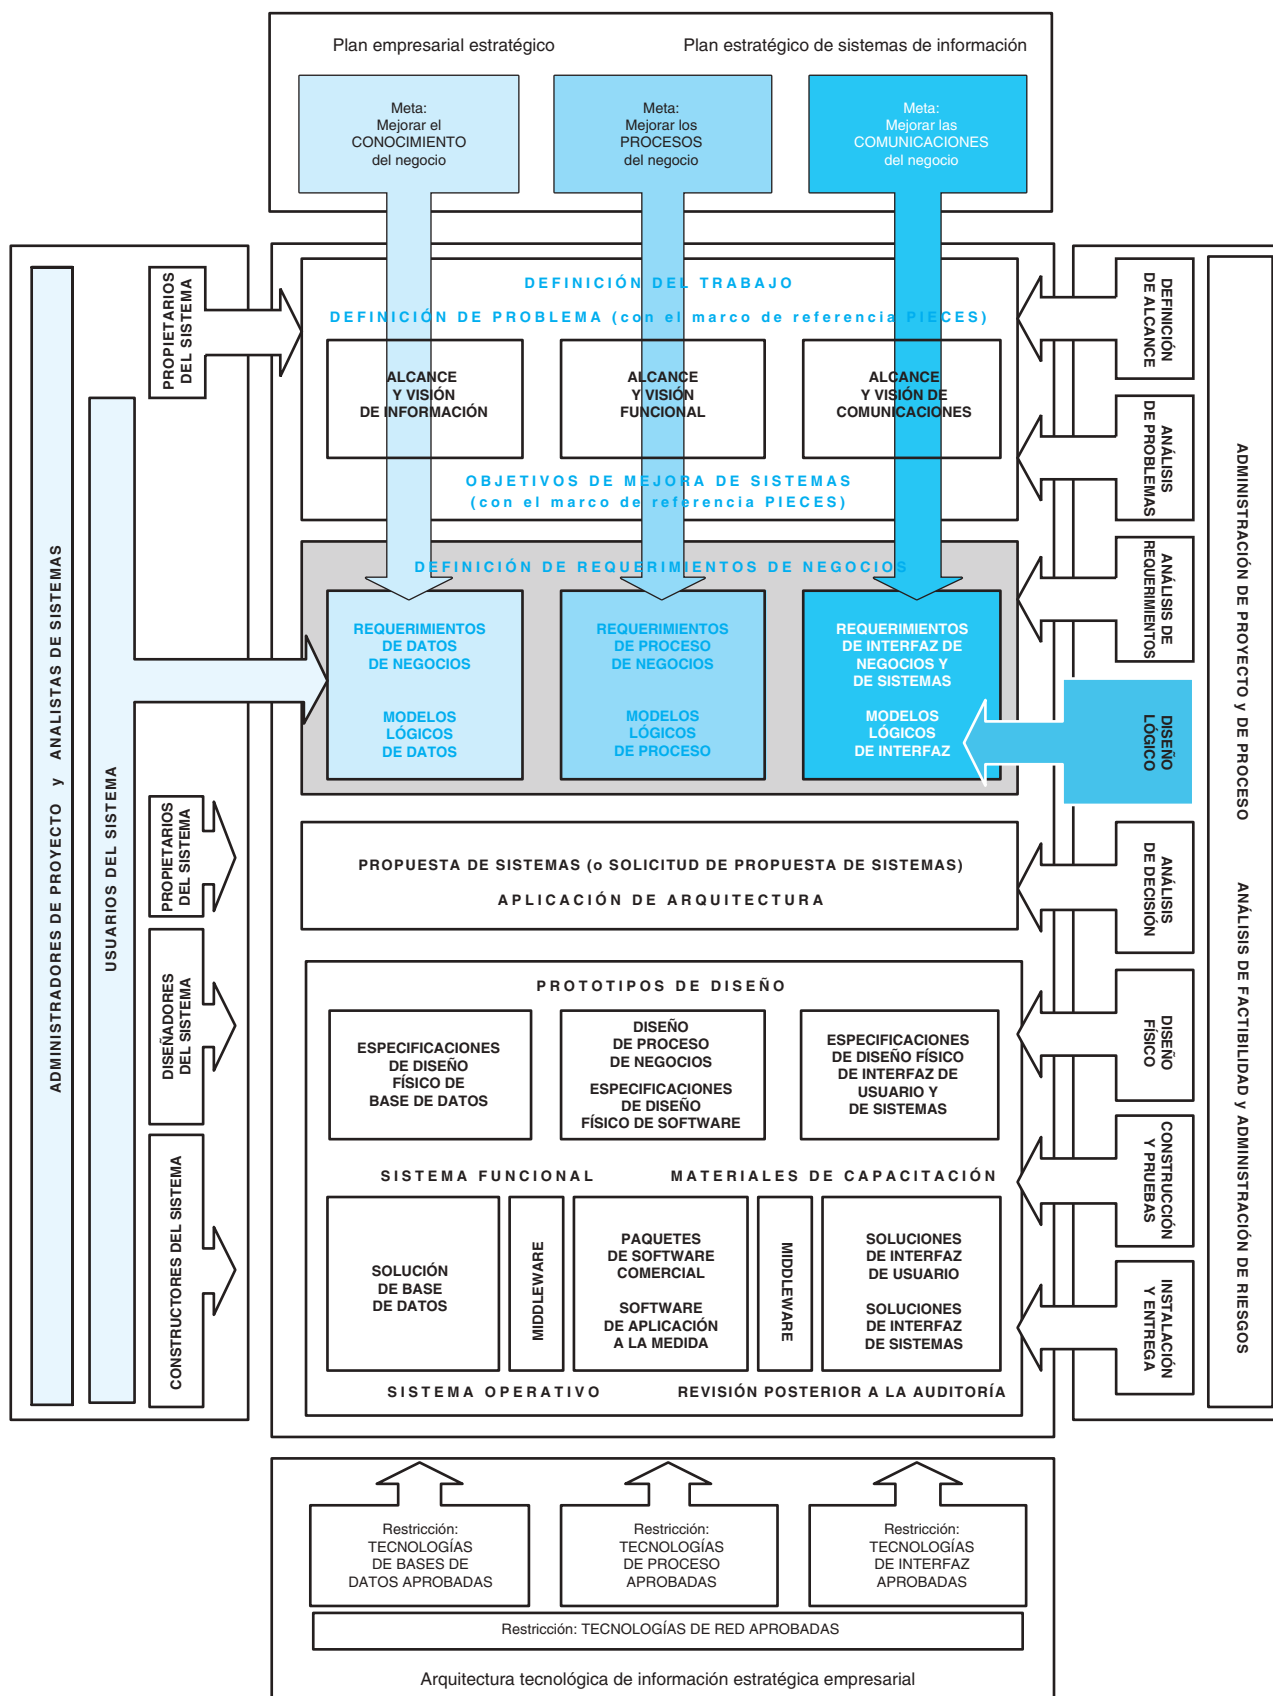 Plan empresarial estratégico
Plan estratégico de sistemas de información
Meta:
Mejorar el
CONOCIMIENTO
del negocio
Meta:
Mejorar los
PROCESOS
del negocio
Meta:
Mejorar las
COMUNICACIONES
del negocio
ADMINISTRADORES DE PROYECTO y ANALISTAS DE SISTEMAS
USUARIOS DEL SISTEMA
PROPIETARIOS
DEL SISTEMA
PROPIETARIOS
DEL SISTEMA
DISEÑADORES
DEL SISTEMA
CONSTRUCTORES DEL SISTEMA
DEFINICIÓN DEL TRABAJO
DEFINICIÓN DE PROBLEMA (con el marco de referencia PIECES)
ALCANCE
Y VISIÓN
DE INFORMACIÓN
ALCANCE
Y VISIÓN
FUNCIONAL
ALCANCE
Y VISIÓN DE
COMUNICACIONES
OBJETIVOS DE MEJORA DE SISTEMAS
(con el marco de referencia PIECES)
DEFINICIÓN DE REQUERIMIENTOS DE NEGOCIOS
REQUERIMIENTOS
DE DATOS
DE NEGOCIOS
MODELOS
LÓGICOS
DE DATOS
REQUERIMIENTOS
DE PROCESO
DE NEGOCIOS
MODELOS
LÓGICOS
DE PROCESO
REQUERIMIENTOS
DE INTERFAZ DE
NEGOCIOS Y
DE SISTEMAS
MODELOS
LÓGICOS
DE INTERFAZ
PROPUESTA DE SISTEMAS (o SOLICITUD DE PROPUESTA DE SISTEMAS)
APLICACIÓN DE ARQUITECTURA
PROTOTIPOS DE DISEÑO
ESPECIFICACIONES
DE DISEÑO
FÍSICO DE
BASE DE DATOS
DISEÑO
DE PROCESO
DE NEGOCIOS
ESPECIFICACIONES
DE DISEÑO
FÍSICO DE SOFTWARE
ESPECIFICACIONES
DE DISEÑO FÍSICO
DE INTERFAZ DE
USUARIO Y
DE SISTEMAS
SISTEMA FUNCIONAL
MATERIALES DE CAPACITACIÓN
SOLUCIÓN
DE BASE
DE DATOS
MIDDLEWARE
PAQUETES
DE SOFTWARE
COMERCIAL
SOFTWARE
DE APLICACIÓN
A LA MEDIDA
MIDDLEWARE
SOLUCIONES
DE INTERFAZ
DE USUARIO
SOLUCIONES
DE INTERFAZ
DE SISTEMAS
SISTEMA OPERATIVO
REVISIÓN POSTERIOR A LA AUDITORÍA
DEFINICIÓN
DE ALCANCE
ANÁLISIS
DE PROBLEMAS
ANÁLISIS DE
REQUERIMIENTOS
DISEÑO
LÓGICO
ANÁLISIS
DE DECISIÓN
DISEÑO
FÍSICO
CONSTRUCCIÓN
Y PRUEBAS
INSTALACIÓN
Y ENTREGA
ADMINISTRACIÓN DE PROYECTO y DE PROCESO
ANÁLISIS DE FACTIBILIDAD y ADMINISTRACIÓN DE RIESGOS
Restricción:
TECNOLOGÍAS
DE BASES DE
DATOS APROBADAS
Restricción:
TECNOLOGÍAS
DE PROCESO
APROBADAS
Restricción:
TECNOLOGÍAS
DE INTERFAZ
APROBADAS
Restricción: TECNOLOGÍAS DE RED APROBADAS
Arquitectura tecnológica de información estratégica empresarial